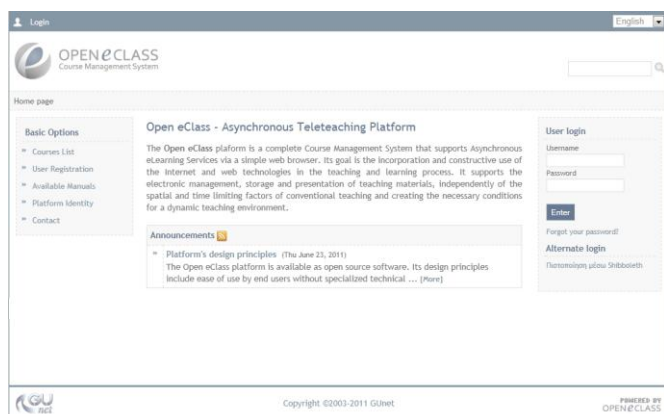 Login
English
OPEN eCLASS
Course Management System
Home page
Basic Options
Courses List
User Registration
Available Manuals
Platform Identity
Contact
Open eClass - Asynchronous Teleteaching Platform
The Open eClass plaform is a complete Course Management System that supports Asynchronous
eLearning Services via a simple web browser. Its goal is the incorporation and constructive use of
the Internet and web technologies in the teaching and learning process. It supports the
electronic management, storage and presentation of teaching materials, independently of the
spatial and time limiting factors of conventional teaching and creating the necessary conditions
for a dynamic teaching environment.
Announcements
Platform's design principles (Thu June 23, 2011)
The Open eClass platform is available as open source software. Its design principles
include ease of use by end users without specialized technical ... [More]
User login
Username
Password
Enter
Forgot your password?
Alternate login
Πιστοποίηση μέσω Shibboleth
GUnet
Copyright ©2003-2011 GUnet
POWERED BY
OPENeCLASS